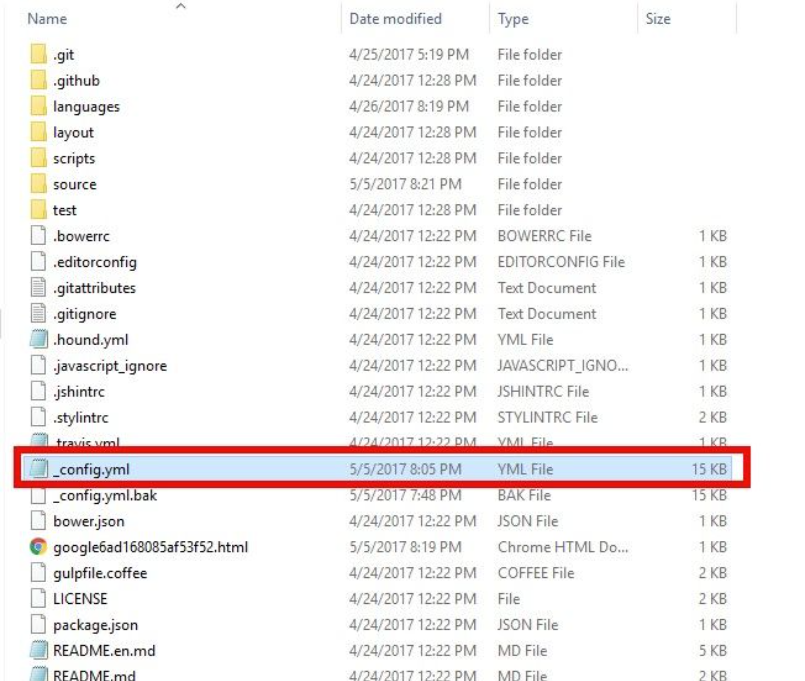 Name Date modified Type Size
.git 4/25/2017 5:19 PM File folder
.github 4/24/2017 12:28 PM File folder
languages 4/26/2017 8:19 PM File folder
layout 4/24/2017 12:28 PM File folder
scripts 4/24/2017 12:28 PM File folder
source 5/5/2017 8:21 PM File folder
test 4/24/2017 12:28 PM File folder
.bowerrc 4/24/2017 12:22 PM BOWERRC File 1 KB
.editorconfig 4/24/2017 12:22 PM EDITORCONFIG File 1 KB
.gitattributes 4/24/2017 12:22 PM Text Document 1 KB
.gitignore 4/24/2017 12:22 PM Text Document 1 KB
.hound.yml 4/24/2017 12:22 PM YML File 1 KB
.javascript_ignore 4/24/2017 12:22 PM JAVASCRIPT_IGNO... 1 KB
.jshintrc 4/24/2017 12:22 PM JSHINTRC File 1 KB
.stylintrc 4/24/2017 12:22 PM STYLINTRC File 2 KB
.travis.yml 4/24/2017 12:22 PM YML File 1 KB
_config.yml 5/5/2017 8:05 PM YML File 15 KB
_config.yml.bak 5/5/2017 7:48 PM BAK File 15 KB
bower.json 4/24/2017 12:22 PM JSON File 1 KB
google6ad168085af53f52.html 5/5/2017 8:19 PM Chrome HTML Do... 1 KB
gulpfile.coffee 4/24/2017 12:22 PM COFFEE File 2 KB
LICENSE 4/24/2017 12:22 PM File 2 KB
package.json 4/24/2017 12:22 PM JSON File 1 KB
README.en.md 4/24/2017 12:22 PM MD File 5 KB
README.md 4/24/2017 12:22 PM MD File 2 KB